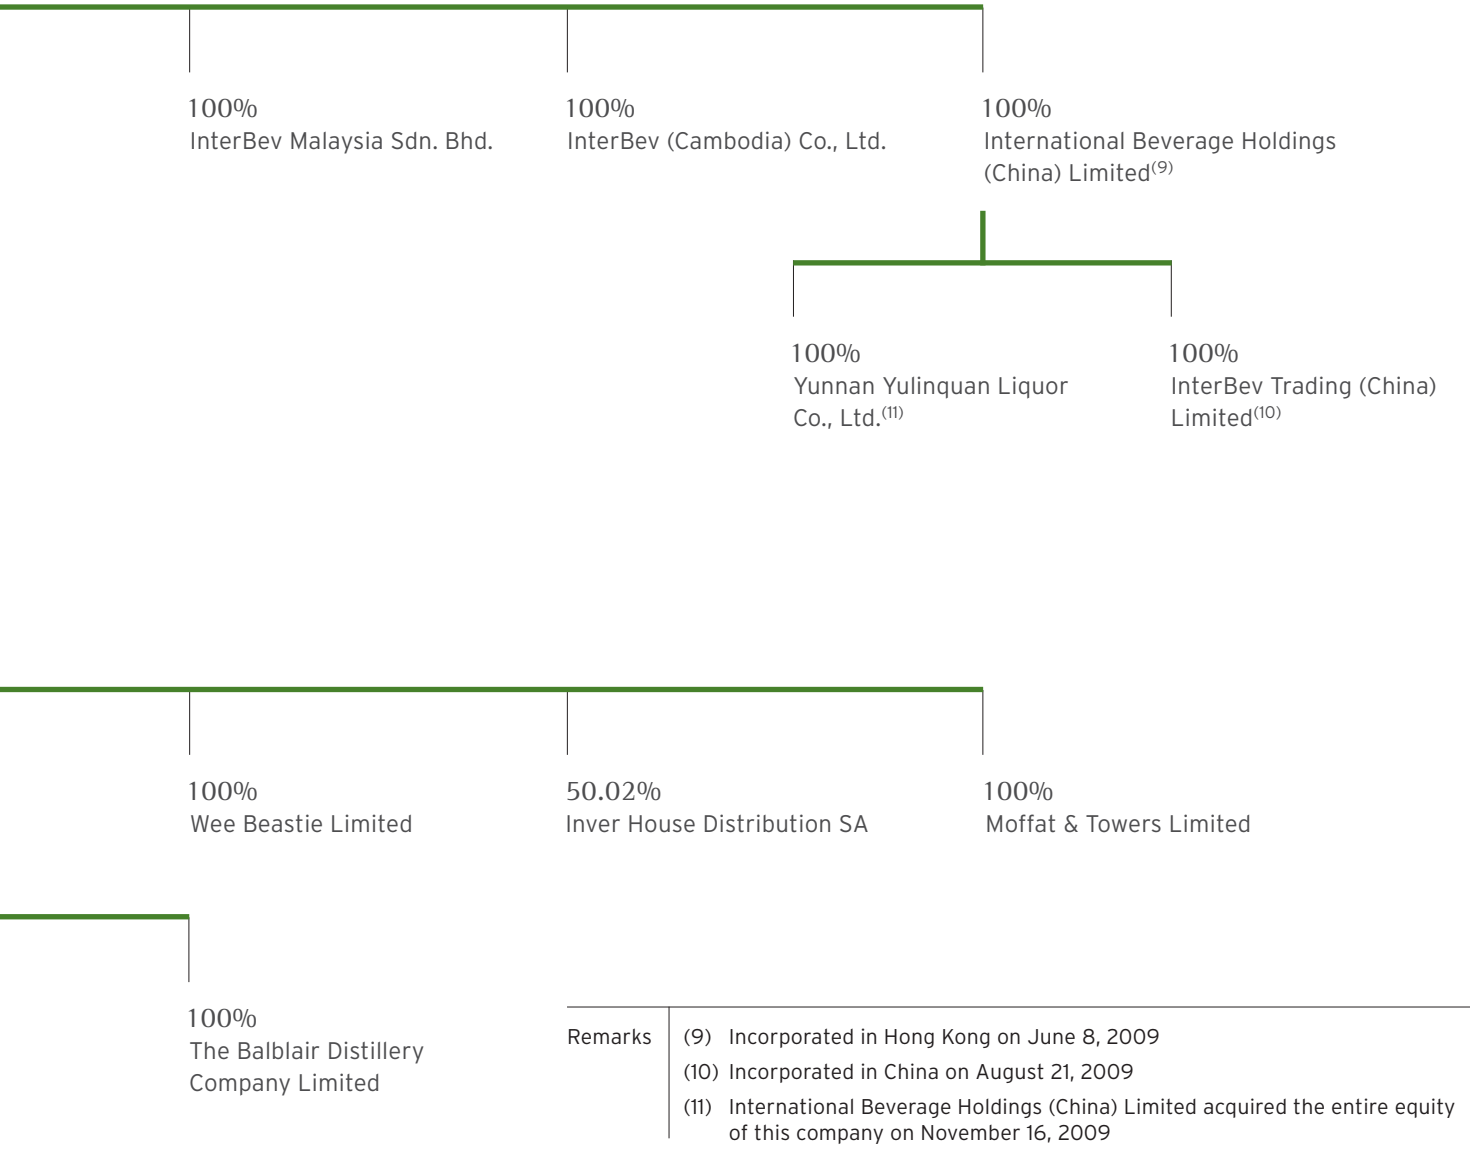 100%
InterBev Malaysia Sdn. Bhd.
100%
InterBev (Cambodia) Co., Ltd.
100%
International Beverage Holdings
(China) Limited(9)
100%
Yunnan Yulinquan Liquor
Co., Ltd.(11)
100%
InterBev Trading (China)
Limited(10)
100%
Wee Beastie Limited
50.02%
Inver House Distribution SA
100%
Moffat & Towers Limited
100%
The Balblair Distillery
Company Limited
Remarks
(9) Incorporated in Hong Kong on June 8, 2009
(10) Incorporated in China on August 21, 2009
(11) International Beverage Holdings (China) Limited acquired the entire equity
of this company on November 16, 2009